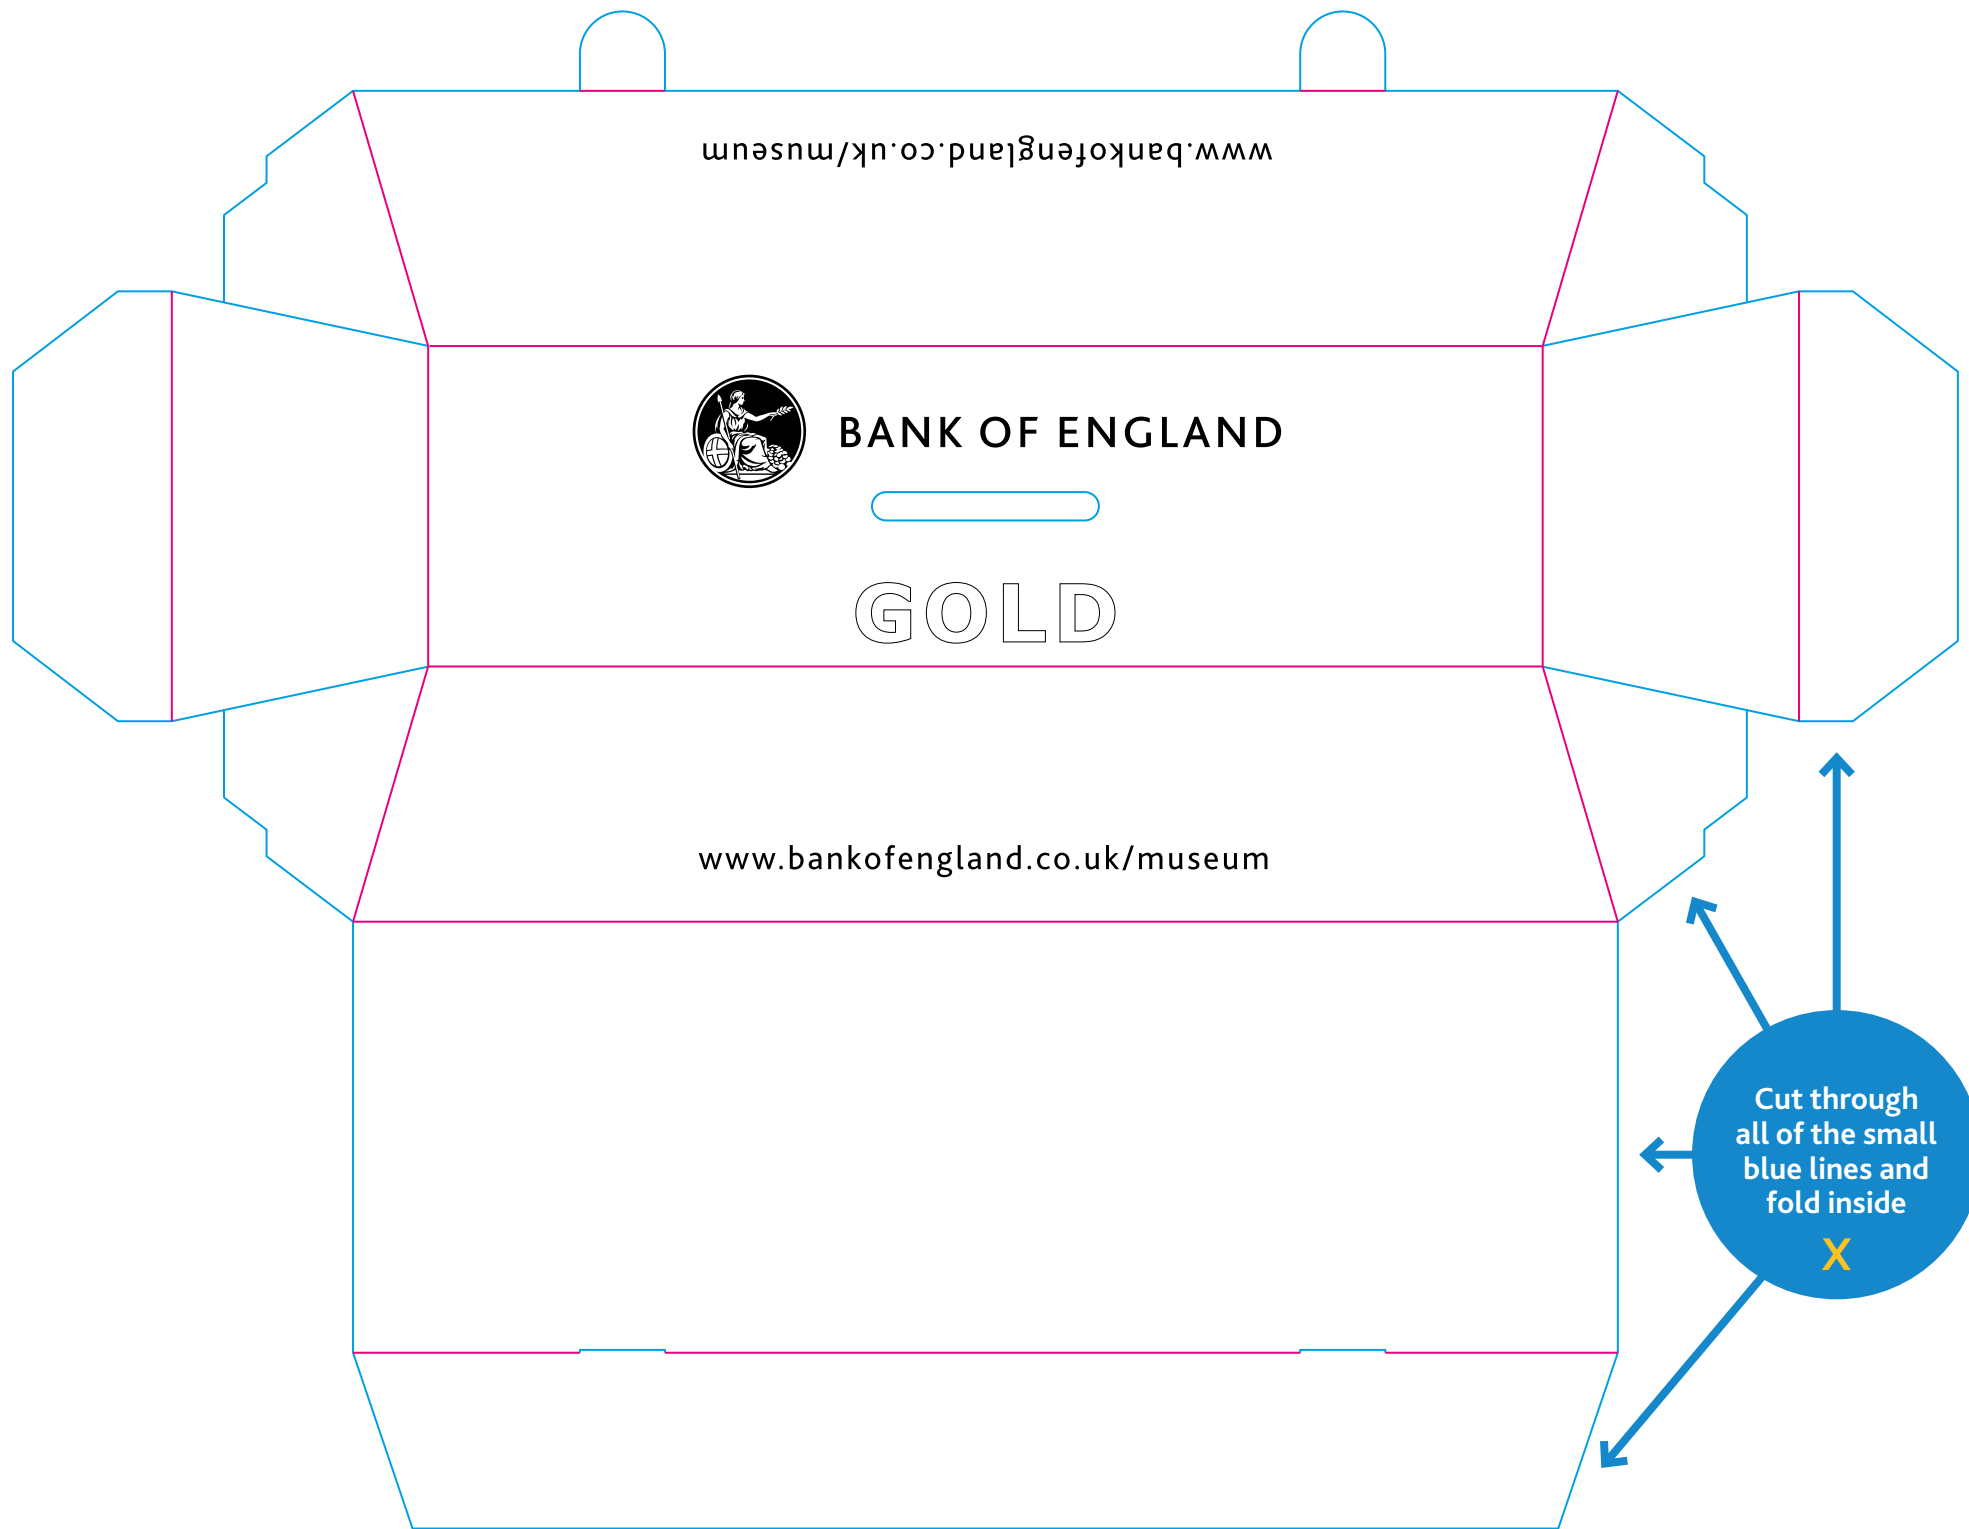 www.bankofengland.co.uk/museum
BANK OF ENGLAND
GOLD
www.bankofengland.co.uk/museum
Cut through
all of the small
blue lines and
fold inside
X